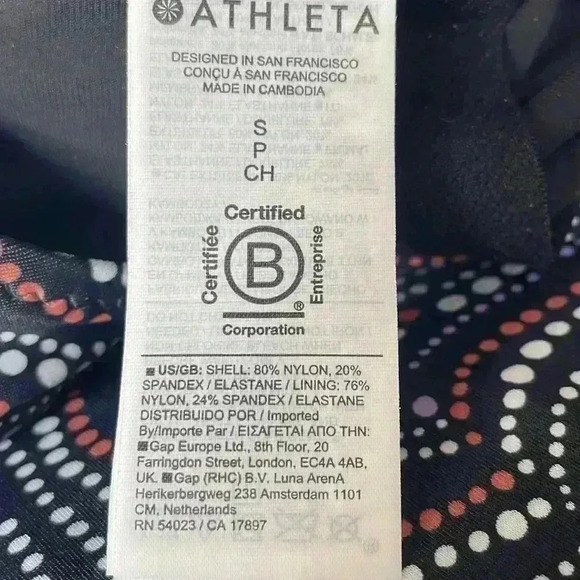 ATHLETA
DESIGNED IN SAN FRANCISCO
CONÇU À SAN FRANCISCO
MADE IN CAMBODIA
S
P
CH
Certified
Certifiée
B
Entreprise
®
Corporation
US/GB: SHELL: 80% NYLON, 20%
SPANDEX / ELASTANE / LINING: 76%
NYLON, 24% SPANDEX / ELASTANE
DISTRIBUIDO POR / Imported
By/Importe Par / ΕΙΣΑΓΕΤΑΙ ΑΠΟ ΤΗΝ:
Gap Europe Ltd., 8th Floor, 20
Farringdon Street, London, EC4A 4AB,
UK. Gap (RHC) B.V. Luna ArenA
Herikerbergweg 238 Amsterdam 1101
CM, Netherlands
RN 54023 / CA 17897